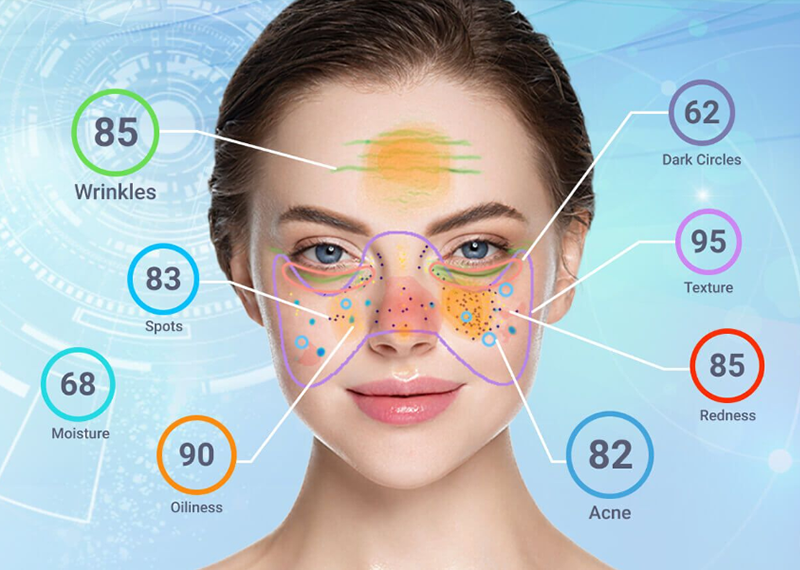 85
Wrinkles
62
Dark Circles
83
Spots
95
Texture
68
Moisture
85
Redness
90
Oiliness
82
Acne